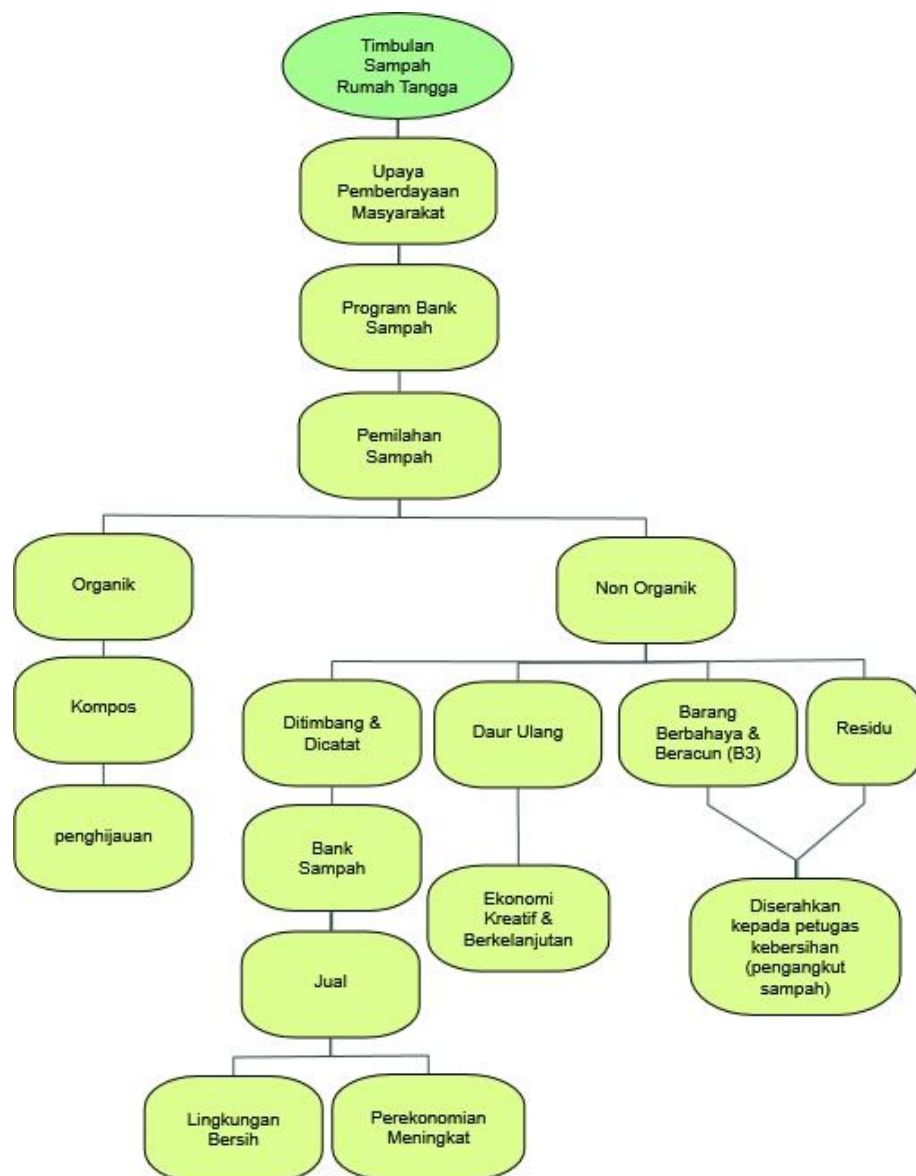 Timbulan
Sampah
Rumah Tangga
Upaya
Pemberdayaan
Masyarakat
Program Bank
Sampah
Pemilahan
Sampah
Organik
Non Organik
Kompos
Ditimbang &
Dicatat
Daur Ulang
Barang
Berbahaya &
Beracun (B3)
Residu
penghijauan
Bank
Sampah
Ekonomi
Kreatif &
Berkelanjutan
Diserahkan
kepada petugas
kebersihan
(pengangkut
sampah)
Jual
Lingkungan
Bersih
Perekonomian
Meningkat